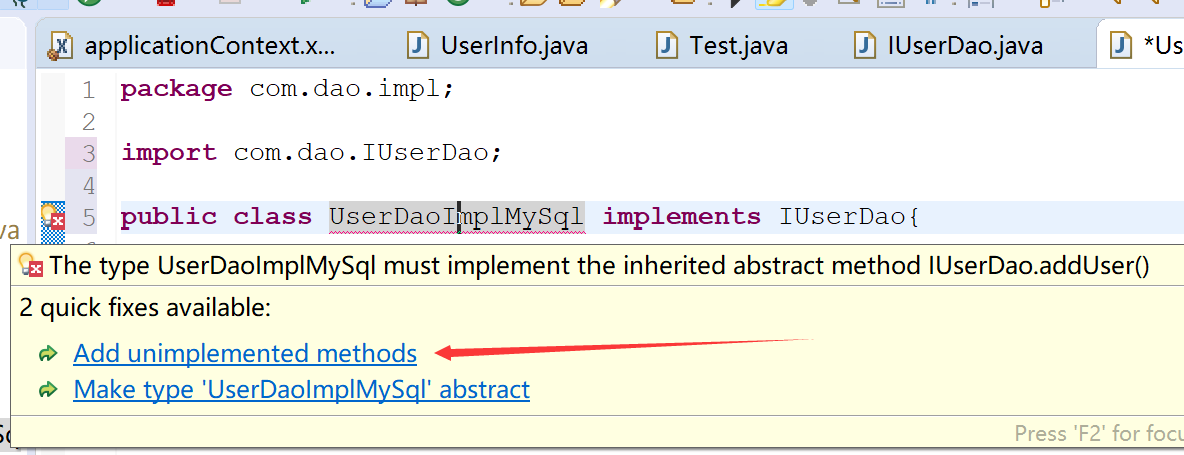 applicationContext.x... UserInfo.java Test.java IUserDao.java *Us
1 package com.dao.impl;
2
3 import com.dao.IUserDao;
4
5 public class UserDaoImplMySql implements IUserDao{
va
The type UserDaoImplMySql must implement the inherited abstract method IUserDao.addUser()
2 quick fixes available:
Add unimplemented methods
Make type 'UserDaoImplMySql' abstract
Press 'F2' for focu